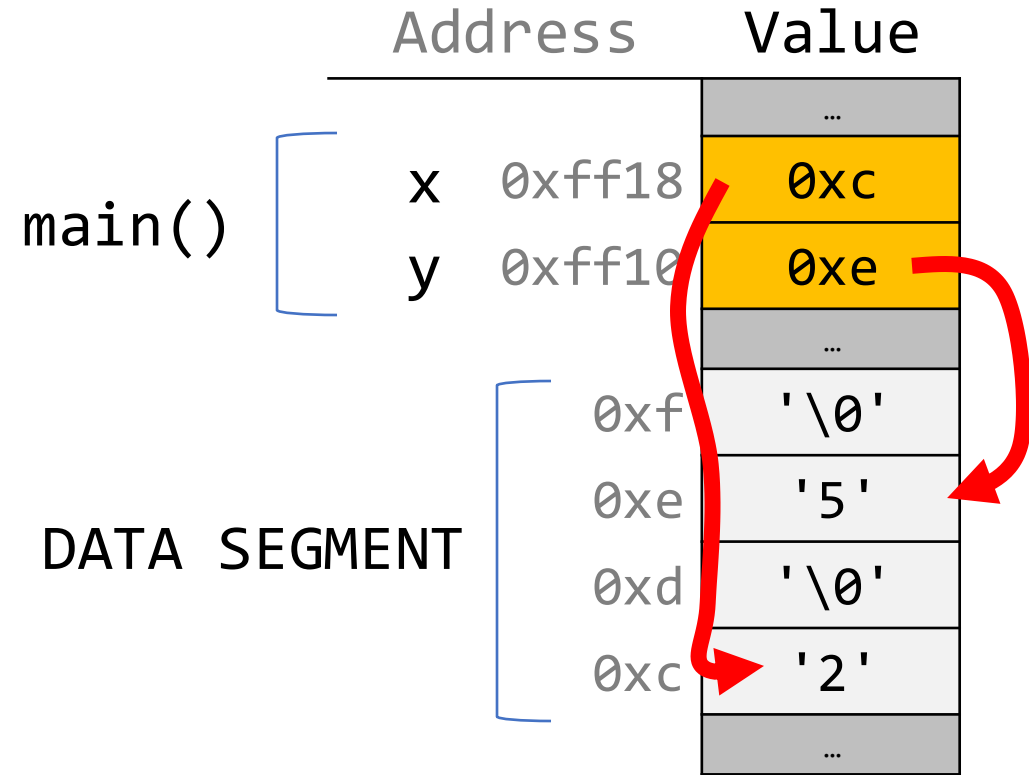 Address Value
…
x 0xff18 0xc
main()
y 0xff10 0xe
…
0xf '\0'
0xe '5'
DATA SEGMENT
0xd '\0'
0xc '2'
…